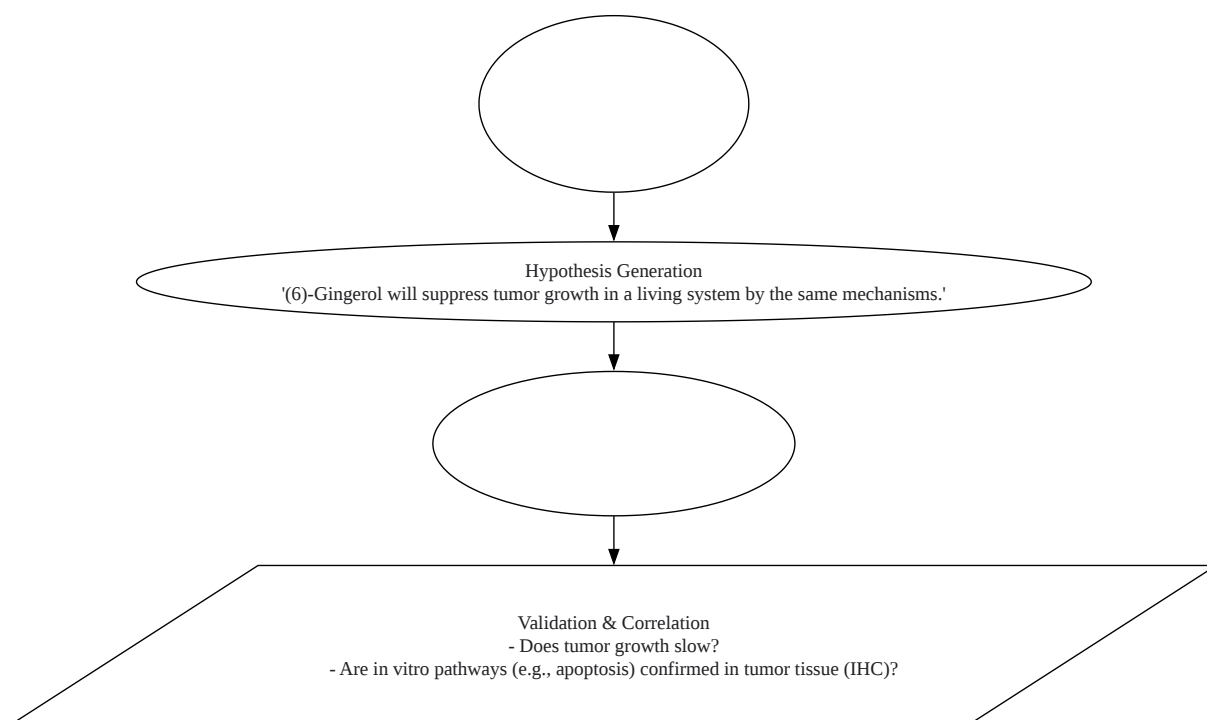 Hypothesis Generation
'(6)-Gingerol will suppress tumor growth in a living system by the same mechanisms.'
Validation & Correlation
- Does tumor growth slow?
- Are in vitro pathways (e.g., apoptosis) confirmed in tumor tissue (IHC)?